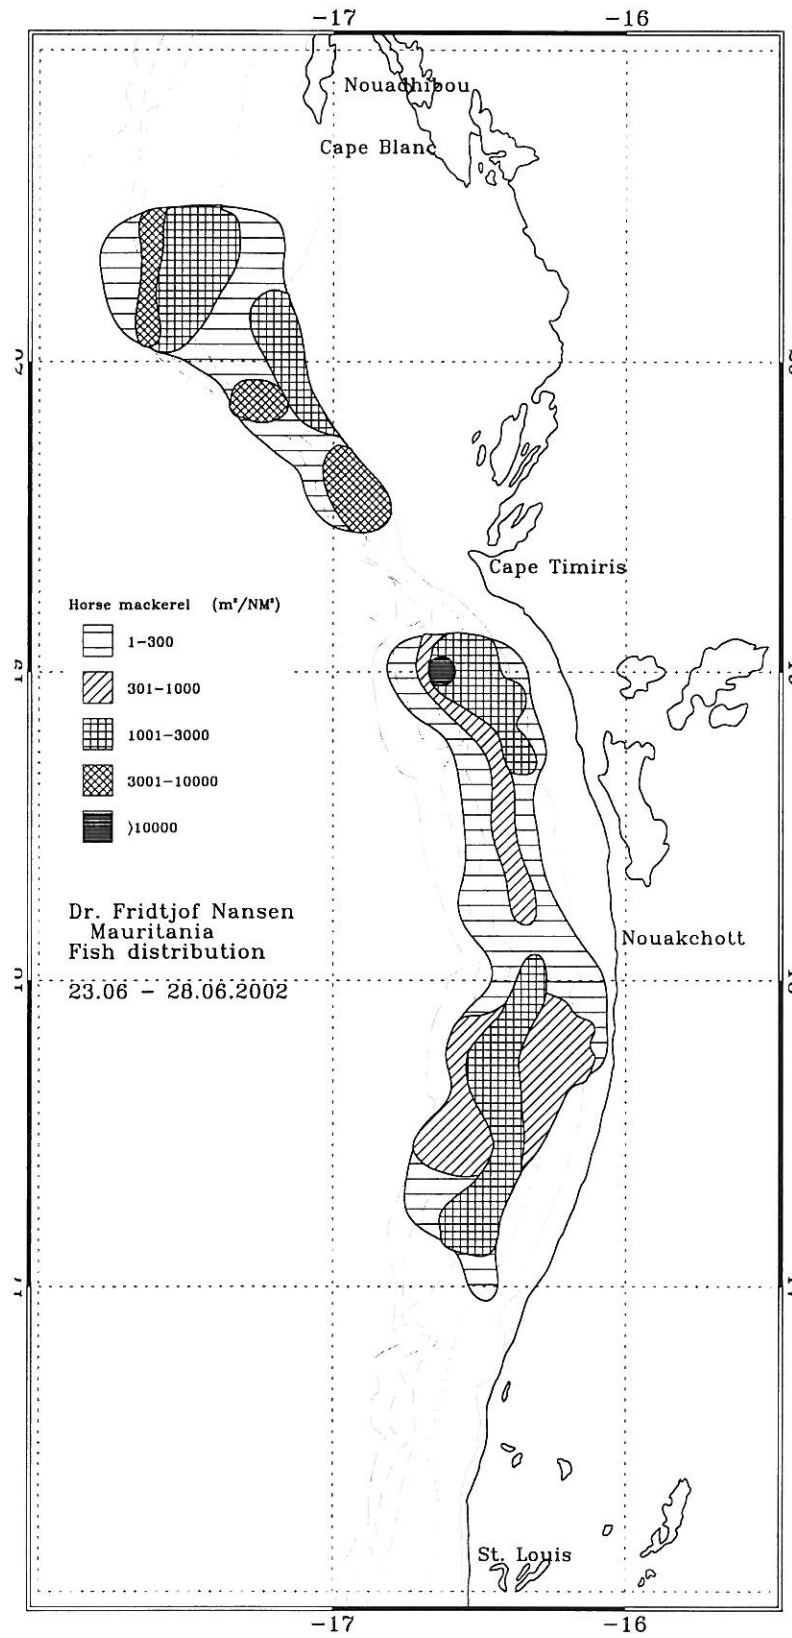 -17
-16
Nouadhibou
Cape Blanc
Cape Timiris
Horse mackerel (m²/NM²)
1-300
301-1000
1001-3000
3001-10000
>10000
Dr. Fridtjof Nansen
Mauritania
Fish distribution
23.06 - 28.06.2002
Nouakchott
St. Louis
-17
-16